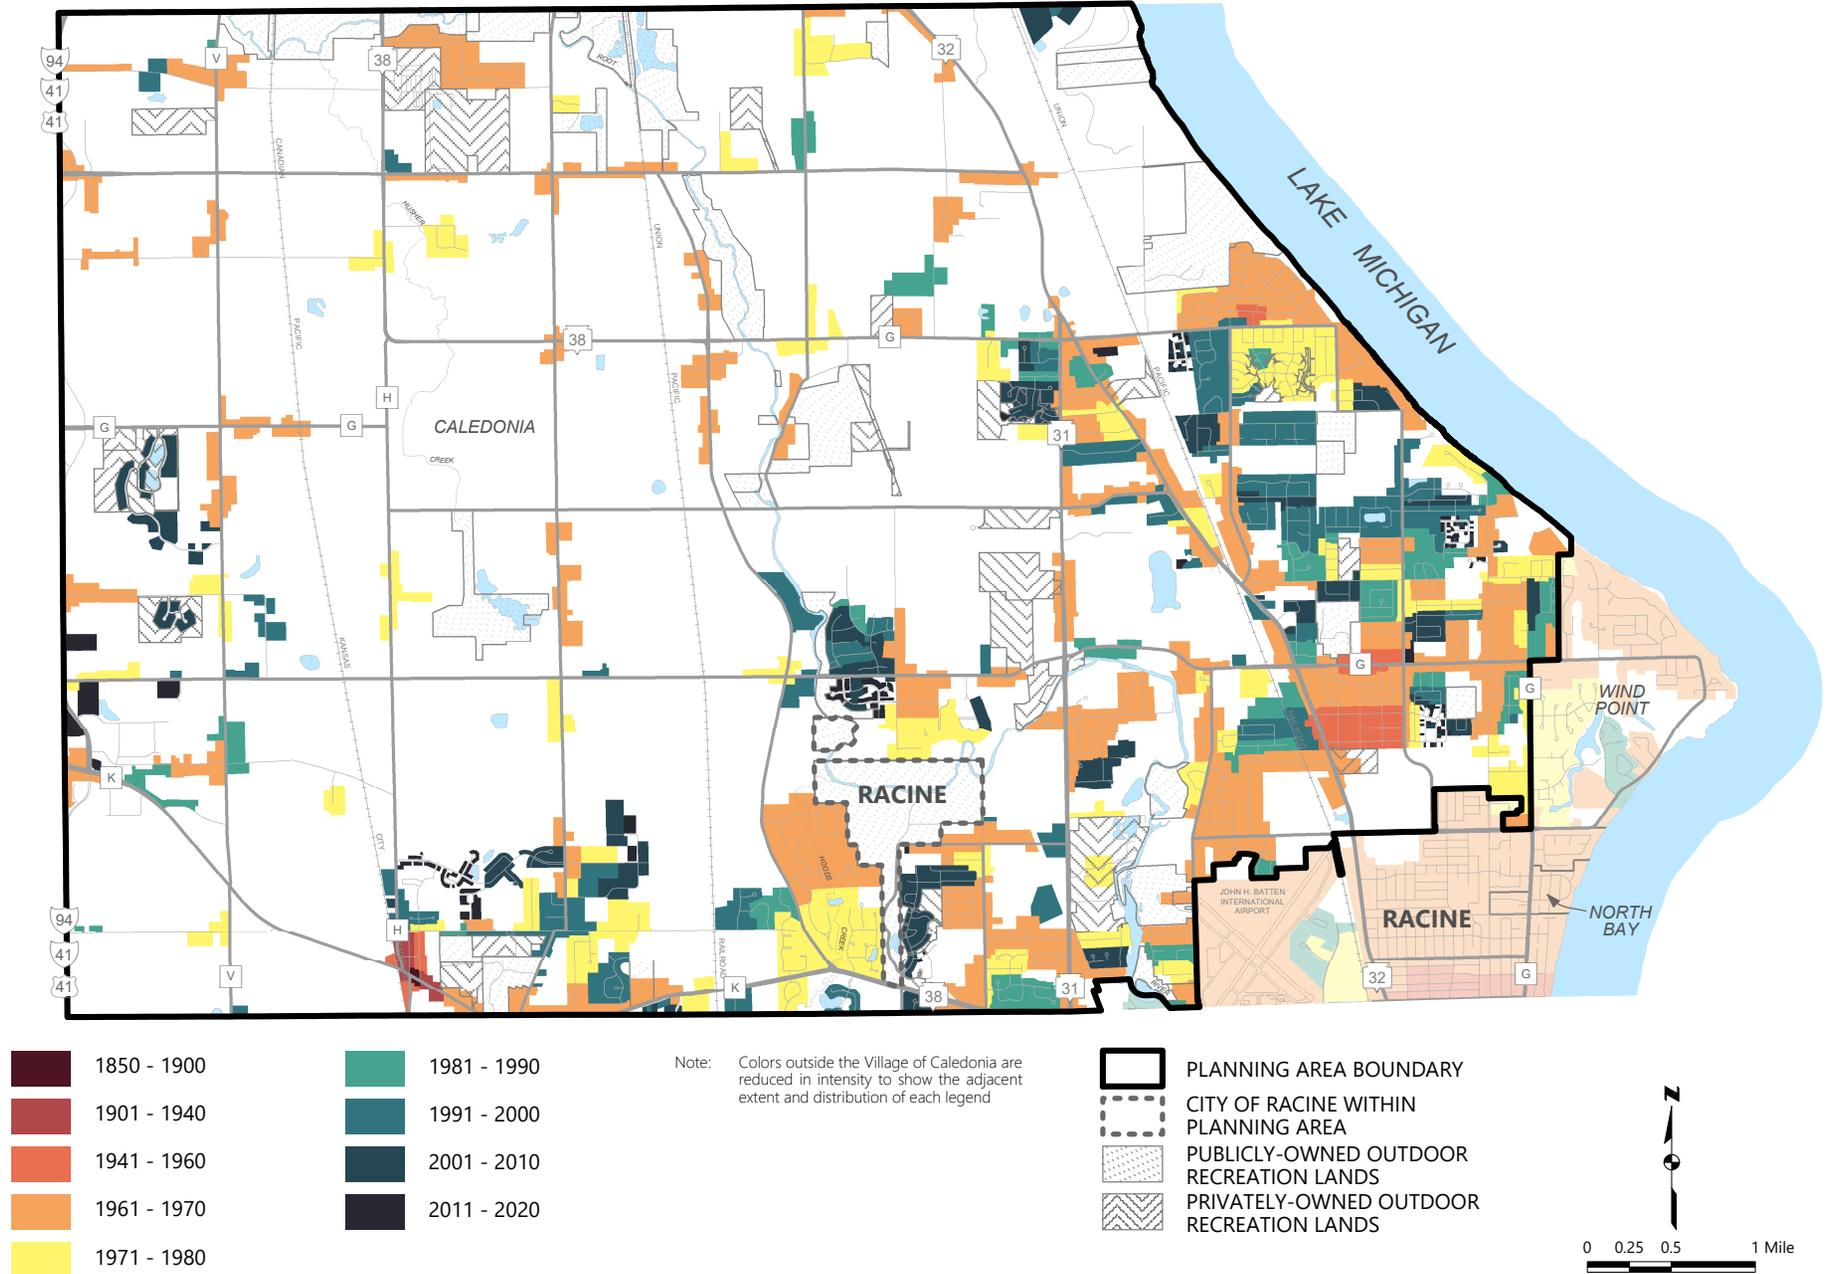 94
41
41
V
38
ROOT
32
UNION
CANADIAN
HUSHER
UNION
LAKE
MICHIGAN
PACIFIC
38
G
PACIFIC
PACIFIC
H
G
G
CALEDONIA
31
CREEK
KANSAS
G
G
WIND
POINT
RAILROAD
K
RACINE
CITY
HOODS
JOHN H. BATTEN
INTERNATIONAL
AIRPORT
RACINE
NORTH
BAY
94
41
41
H
CREEK
RAILROAD
V
K
38
31
RIVER
32
G
1850 - 1900
1901 - 1940
1941 - 1960
1961 - 1970
1971 - 1980
1981 - 1990
1991 - 2000
2001 - 2010
2011 - 2020
Note: Colors outside the Village of Caledonia are
reduced in intensity to show the adjacent
extent and distribution of each legend
PLANNING AREA BOUNDARY
CITY OF RACINE WITHIN
PLANNING AREA
PUBLICLY-OWNED OUTDOOR
RECREATION LANDS
PRIVATELY-OWNED OUTDOOR
RECREATION LANDS
N
0 0.25 0.5 1 Mile